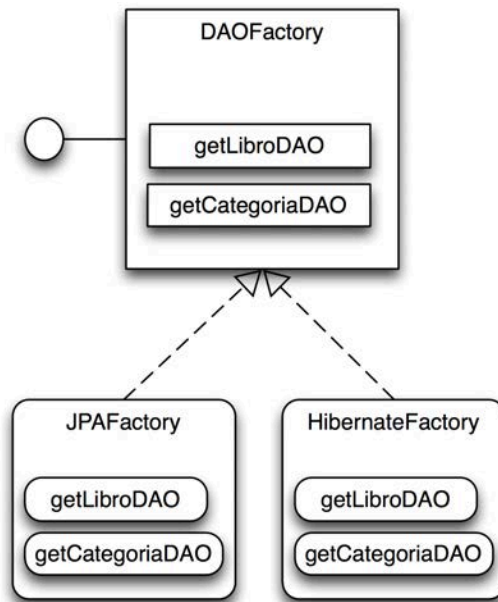 DAOFactory
getLibroDAO
getCategoriaDAO
JPAFactory
getLibroDAO
getCategoriaDAO
HibernateFactory
getLibroDAO
getCategoriaDAO